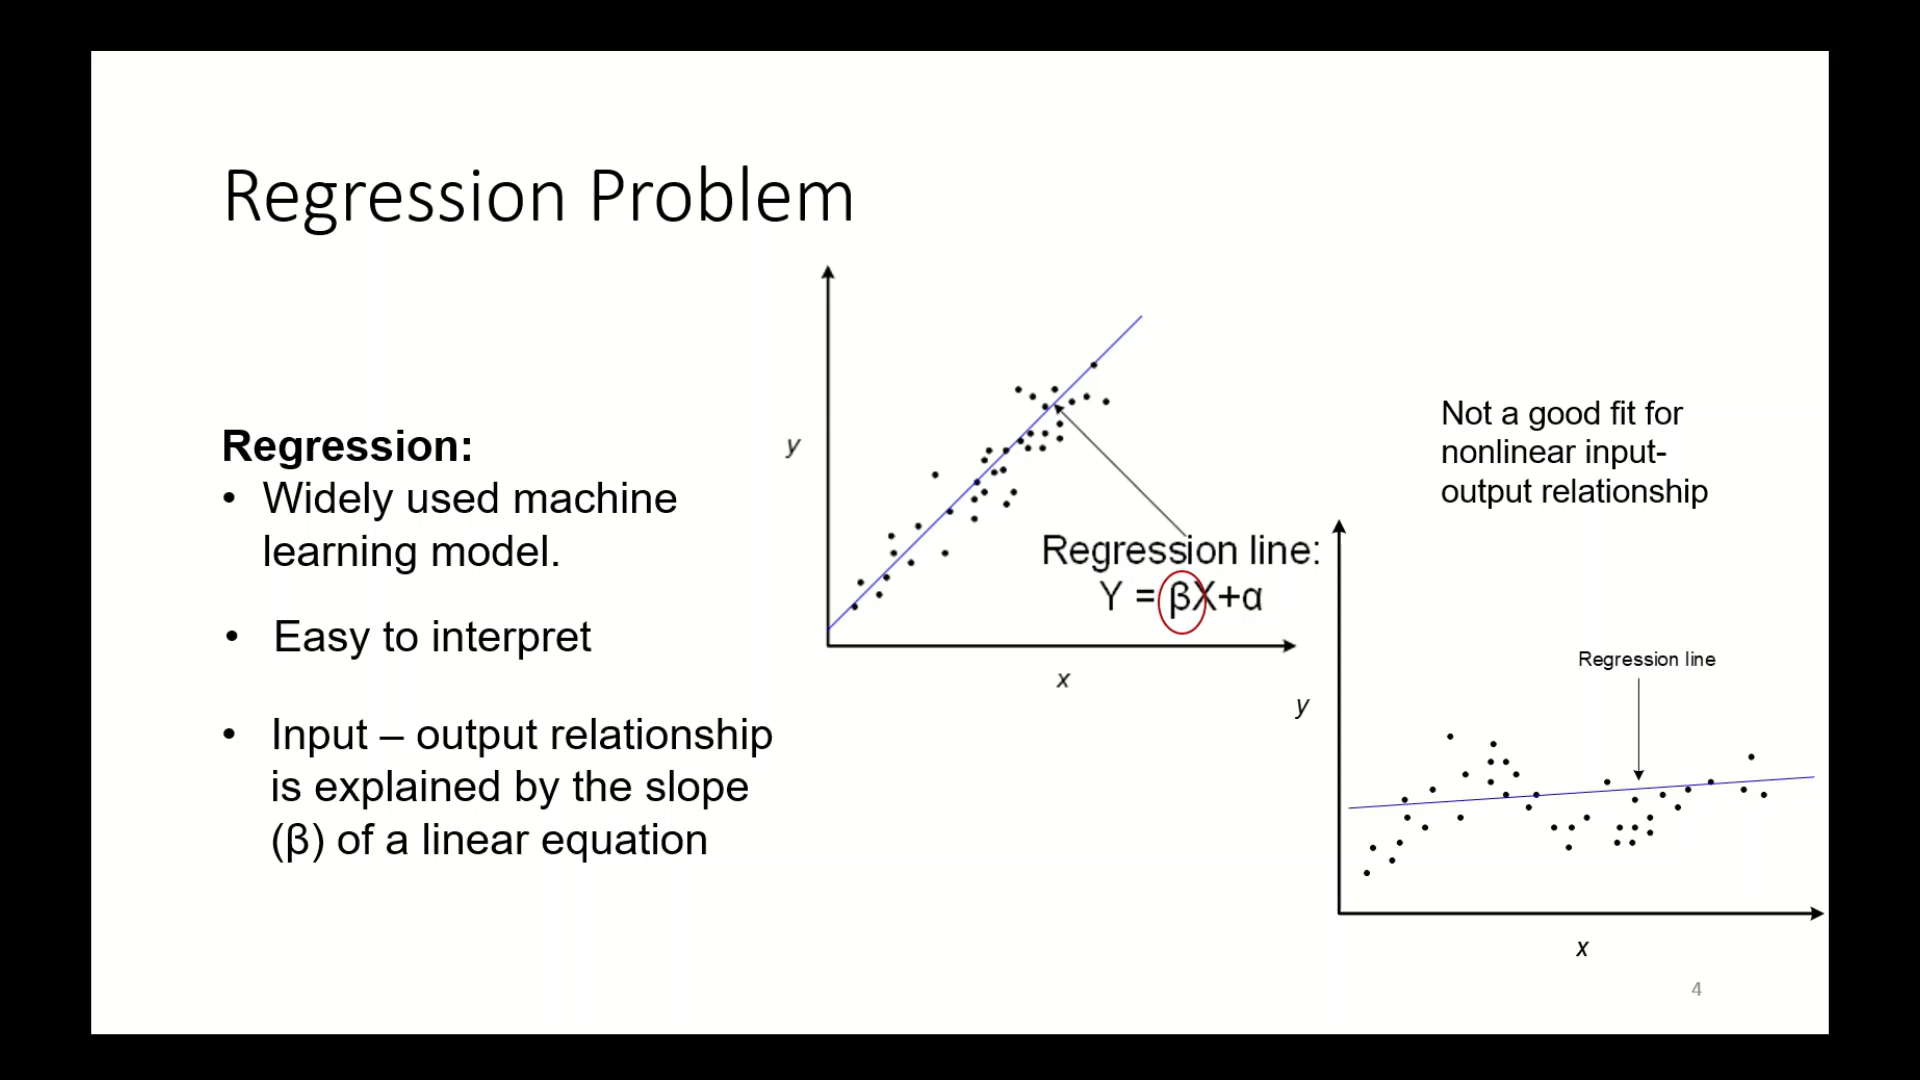 Regression Problem
Regression:
• Widely used machine
learning model.
• Easy to interpret
• Input – output relationship
is explained by the slope
(β) of a linear equation
y
Regression line:
Y = βX+α
x
Not a good fit for
nonlinear input-
output relationship
Regression line
y
x
4